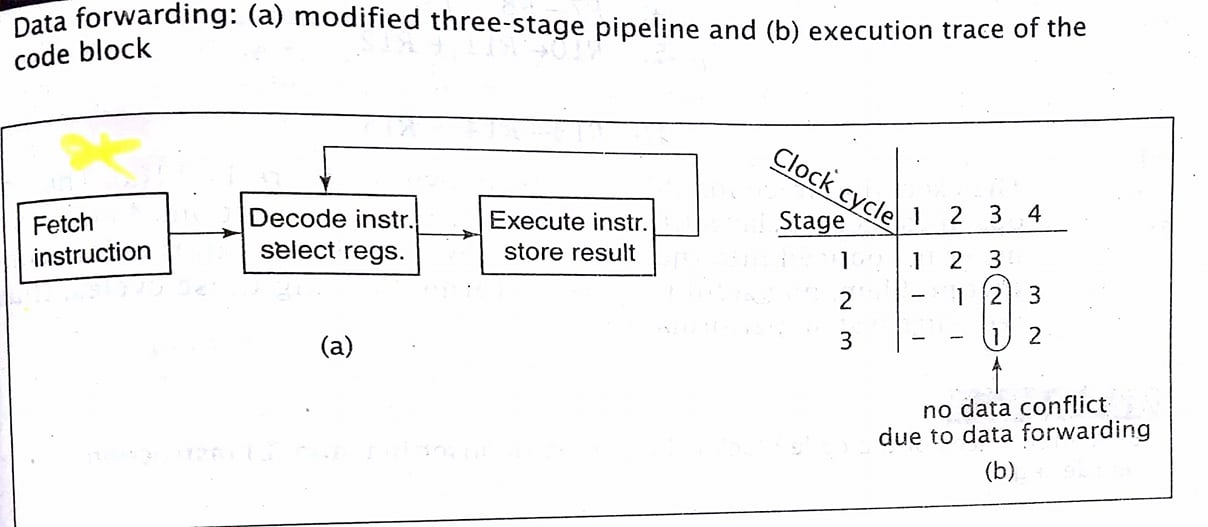 Data forwarding: (a) modified three-stage pipeline and (b) execution trace of the
code block
Fetch
instruction
Decode instr.
select regs.
Execute instr.
store result
(a)
Clock cycle
Stage
1 2 3 4
1 1 2 3
2 – 1 2 3
3 – – 1 2
no data conflict
due to data forwarding
(b)